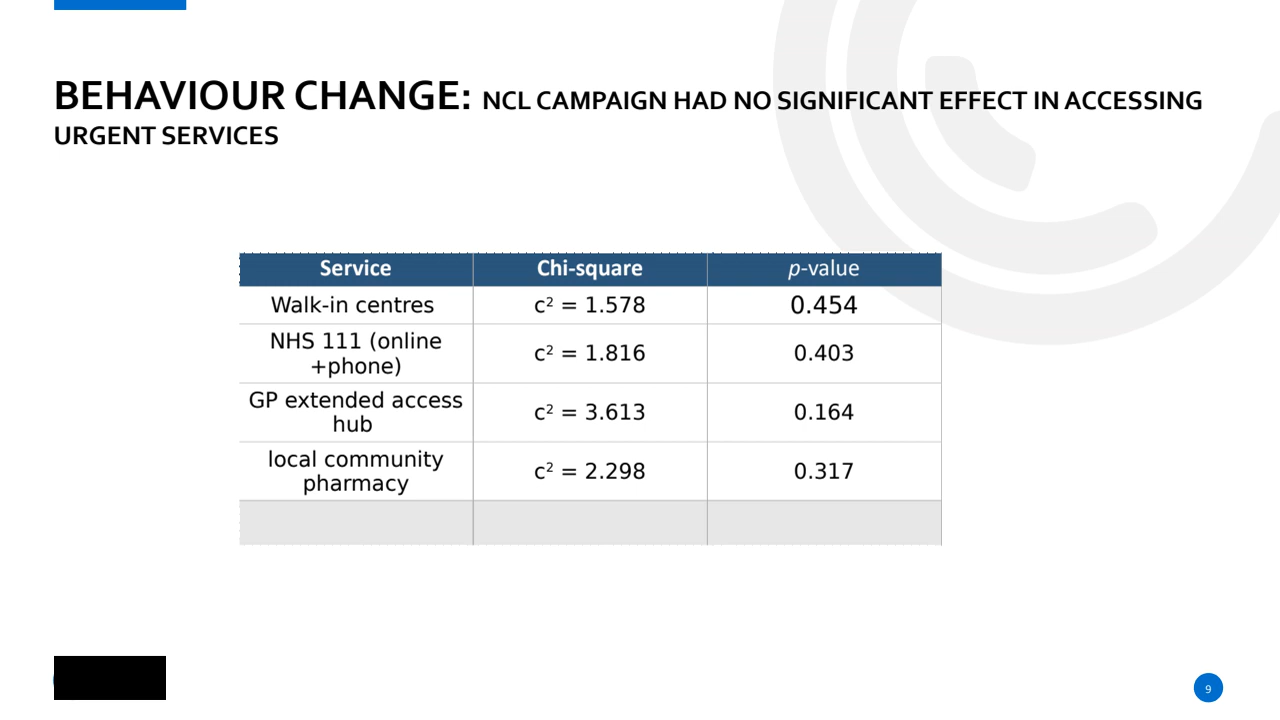 BEHAVIOUR CHANGE: NCL CAMPAIGN HAD NO SIGNIFICANT EFFECT IN ACCESSING
URGENT SERVICES
Service Chi-square p-value
Walk-in centres c² = 1.578 0.454
NHS 111 (online
+phone) c² = 1.816 0.403
GP extended access
hub c² = 3.613 0.164
local community
pharmacy c² = 2.298 0.317
9